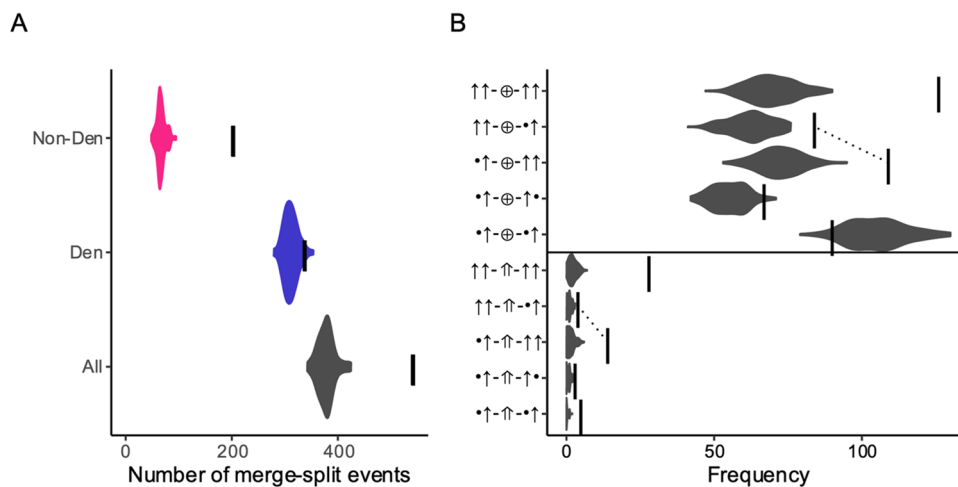 A
B
Non-Den
Den
All
0
200
400
Number of merge-split events
↑↑-⊕-↑↑
↑↑-⊕-•↑
•↑-⊕-↑↑
•↑-⊕-↑•
•↑-⊕-•↑
↑↑-⇑-↑↑
↑↑-⇑-•↑
•↑-⇑-↑↑
•↑-⇑-↑•
•↑-⇑-•↑
0
50
100
Frequency